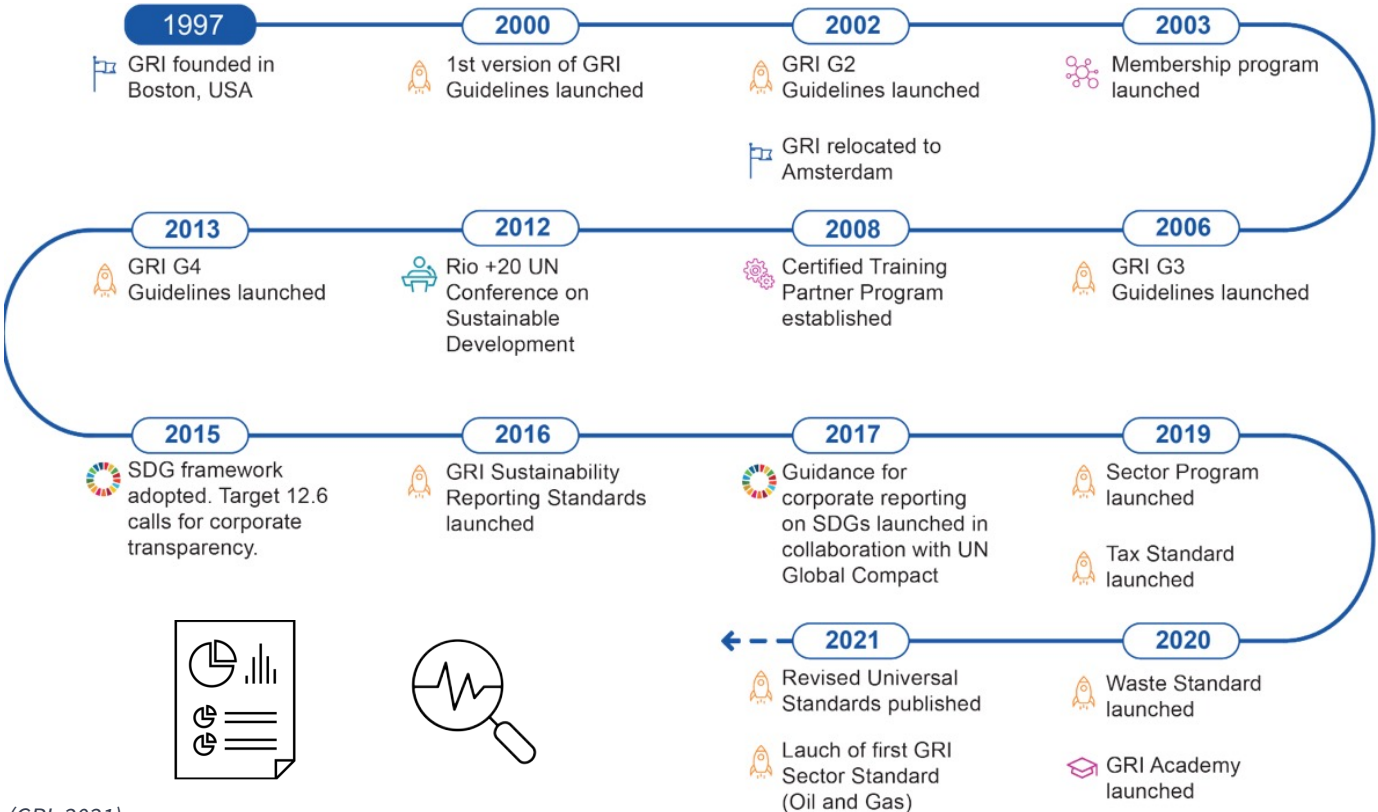 1997
GRI founded in
Boston, USA
2000
1st version of GRI
Guidelines launched
2002
GRI G2
Guidelines launched
GRI relocated to
Amsterdam
2003
Membership program
launched
2006
GRI G3
Guidelines launched
2008
Certified Training
Partner Program
established
2012
Rio +20 UN
Conference on
Sustainable
Development
2013
GRI G4
Guidelines launched
2015
SDG framework
adopted. Target 12.6
calls for corporate
transparency.
2016
GRI Sustainability
Reporting Standards
launched
2017
Guidance for
corporate reporting
on SDGs launched in
collaboration with UN
Global Compact
2019
Sector Program
launched
Tax Standard
launched
2020
Waste Standard
launched
GRI Academy
launched
2021
Revised Universal
Standards published
Lauch of first GRI
Sector Standard
(Oil and Gas)
(GRI, 2021)